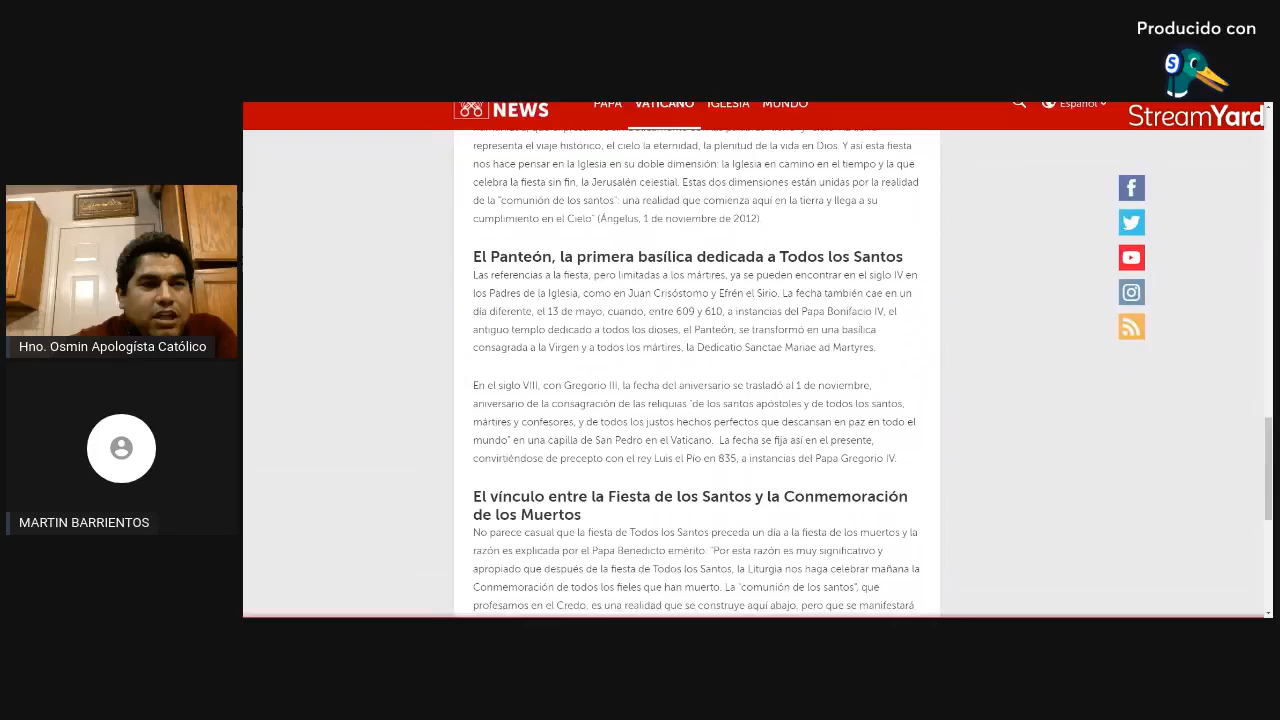 Producido con
S
StreamYard
NEWS
PAPA VATICANO IGLESIA MUNDO
Español
representa el viaje histórico, el cielo la eternidad, la plenitud de la vida en Dios. Y así esta fiesta
nos hace pensar en la Iglesia en su doble dimensión: la Iglesia en camino en el tiempo y la que
celebra la fiesta sin fin, la Jerusalén celestial. Estas dos dimensiones están unidas por la realidad
de la "comunión de los santos": una realidad que comienza aquí en la tierra y llega a su
cumplimiento en el Cielo" (Ángelus, 1 de noviembre de 2012)
El Panteón, la primera basílica dedicada a Todos los Santos
Las referencias a la fiesta, pero limitadas a los mártires, ya se pueden encontrar en el siglo IV en
los Padres de la Iglesia, como en Juan Crisóstomo y Efrén el Sirio. La fecha también cae en un
día diferente, el 13 de mayo, cuando, entre 609 y 610, a instancias del Papa Bonifacio IV, el
antiguo templo dedicado a todos los dioses, el Panteón, se transformó en una basílica
consagrada a la Virgen y a todos los mártires, la Dedicatio Sanctae Mariae ad Martyres.
En el siglo VIII, con Gregorio III, la fecha del aniversario se trasladó al 1 de noviembre,
aniversario de la consagración de las reliquias "de los santos apóstoles y de todos los santos,
mártires y confesores, y de todos los justos hechos perfectos que descansan en paz en todo el
mundo" en una capilla de San Pedro en el Vaticano. La fecha se fija así en el presente,
convirtiéndose de precepto con el rey Luis el Pío en 835, a instancias del Papa Gregorio IV.
El vínculo entre la Fiesta de los Santos y la Conmemoración
de los Muertos
No parece casual que la fiesta de Todos los Santos preceda un día a la fiesta de los muertos y la
razón es explicada por el Papa Benedicto emérito: "Por esta razón es muy significativo y
apropiado que después de la fiesta de Todos los Santos, la Liturgia nos haga celebrar mañana la
Conmemoración de todos los fieles que han muerto. La "comunión de los santos", que
profesamos en el Credo, es una realidad que se construye aquí abajo, pero que se manifestará
Hno. Osmin Apologísta Católico
MARTIN BARRIENTOS